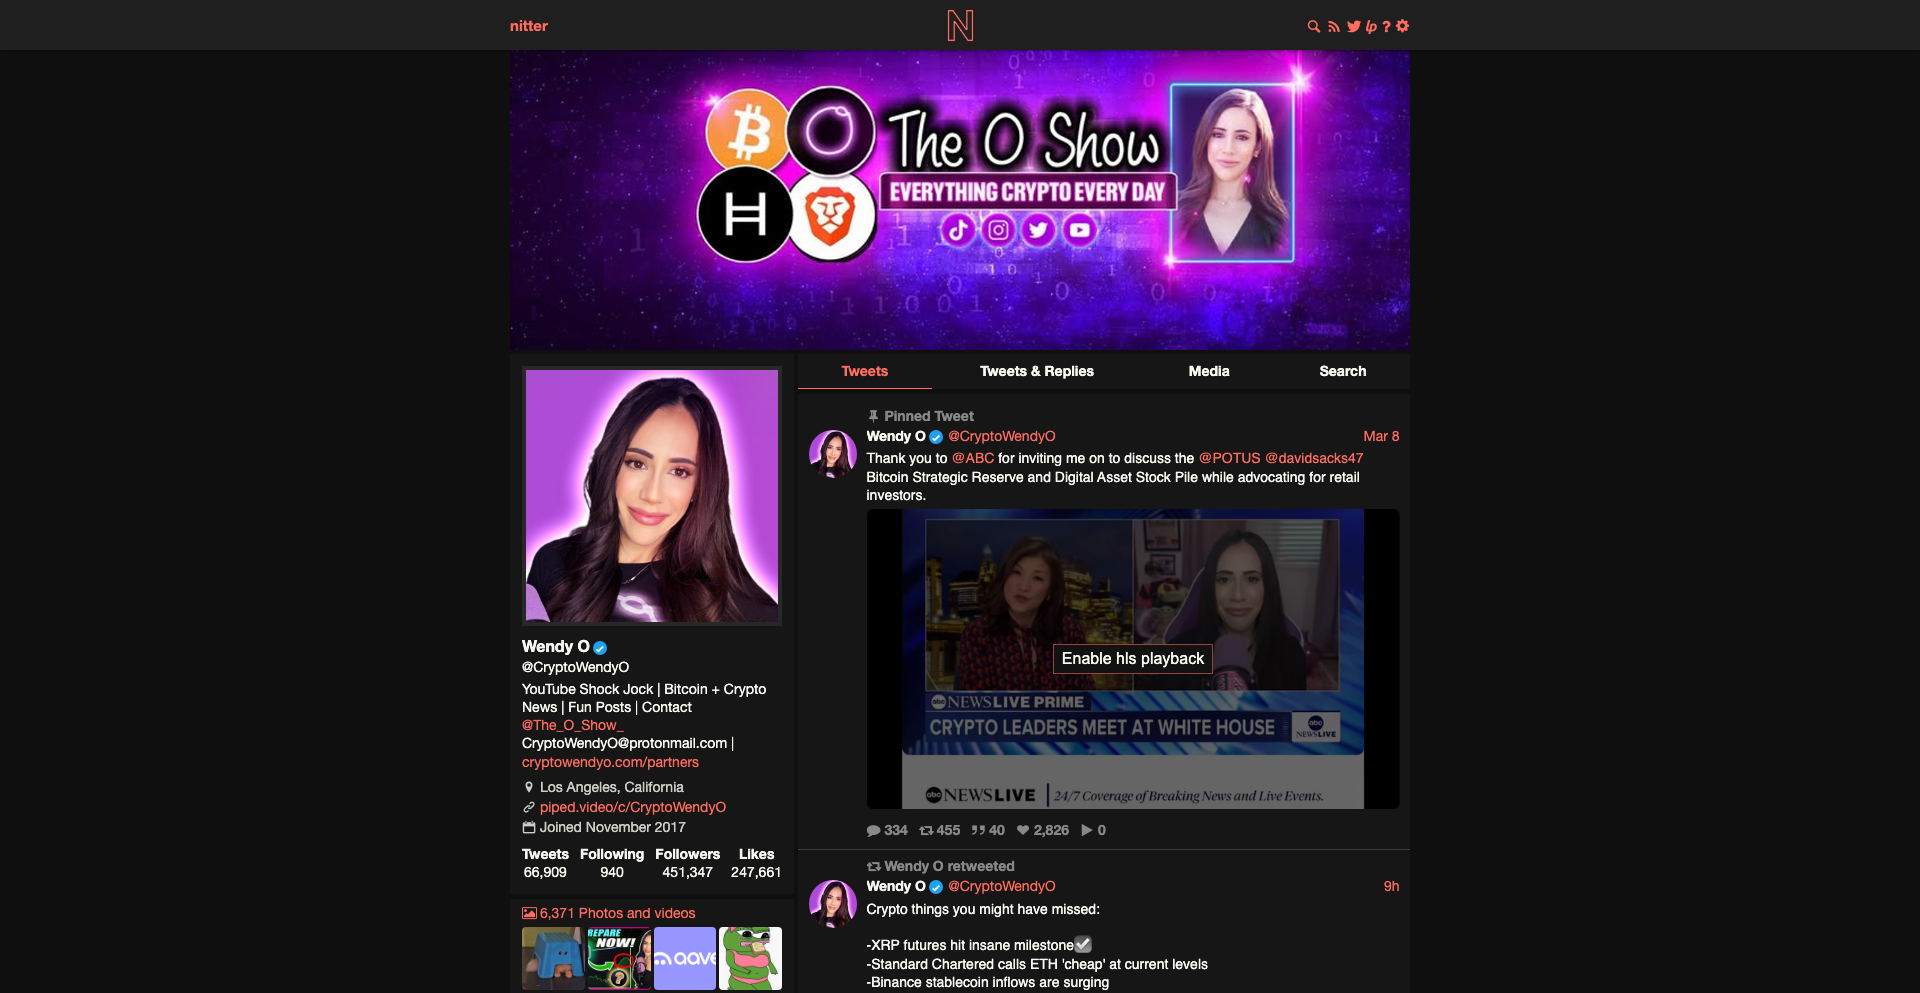 nitter
N
lp ?
The O Show
EVERYTHING CRYPTO EVERY DAY
Tweets
Tweets & Replies
Media
Search
Wendy O
@CryptoWendyO
YouTube Shock Jock | Bitcoin + Crypto
News | Fun Posts | Contact
@The_O_Show_
CryptoWendyO@protonmail.com |
cryptowendyo.com/partners
Los Angeles, California
piped.video/c/CryptoWendyO
Joined November 2017
Tweets Following Followers Likes
66,909 940 451,347 247,661
6,371 Photos and videos
REPARE
NOW!
?
aave
Pinned Tweet
Wendy O @CryptoWendyO Mar 8
Thank you to @ABC for inviting me on to discuss the @POTUS @davidsacks47
Bitcoin Strategic Reserve and Digital Asset Stock Pile while advocating for retail
investors.
Enable hls playback
abc NEWS LIVE PRIME
CRYPTO LEADERS MEET AT WHITE HOUSE
abc
NEWSLIVE
abc NEWS LIVE | 24/7 Coverage of Breaking News and Live Events.
334 455 40 2,826 0
Wendy O retweeted
Wendy O @CryptoWendyO 9h
Crypto things you might have missed:
-XRP futures hit insane milestone
-Standard Chartered calls ETH 'cheap' at current levels
-Binance stablecoin inflows are surging